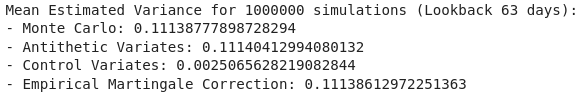 Mean Estimated Variance for 1000000 simulations (Lookback 63 days):
- Monte Carlo: 0.11138777898728294
- Antithetic Variates: 0.11140412994080132
- Control Variates: 0.0025065628219082844
- Empirical Martingale Correction: 0.11138612972251363